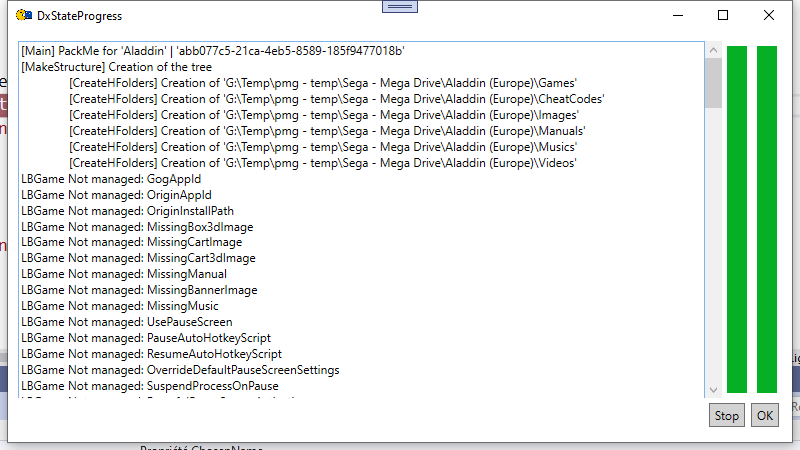 DxStateProgress
[Main] PackMe for 'Aladdin' | 'abb077c5-21ca-4eb5-8589-185f9477018b'
[MakeStructure] Creation of the tree
[CreateHFolders] Creation of 'G:\Temp\pmg - temp\Sega - Mega Drive\Aladdin (Europe)\Games'
[CreateHFolders] Creation of 'G:\Temp\pmg - temp\Sega - Mega Drive\Aladdin (Europe)\CheatCodes'
[CreateHFolders] Creation of 'G:\Temp\pmg - temp\Sega - Mega Drive\Aladdin (Europe)\Images'
[CreateHFolders] Creation of 'G:\Temp\pmg - temp\Sega - Mega Drive\Aladdin (Europe)\Manuals'
[CreateHFolders] Creation of 'G:\Temp\pmg - temp\Sega - Mega Drive\Aladdin (Europe)\Musics'
[CreateHFolders] Creation of 'G:\Temp\pmg - temp\Sega - Mega Drive\Aladdin (Europe)\Videos'
LBGame Not managed: GogAppId
LBGame Not managed: OriginAppId
LBGame Not managed: OriginInstallPath
LBGame Not managed: MissingBox3dImage
LBGame Not managed: MissingCartImage
LBGame Not managed: MissingCart3dImage
LBGame Not managed: MissingManual
LBGame Not managed: MissingBannerImage
LBGame Not managed: MissingMusic
LBGame Not managed: UsePauseScreen
LBGame Not managed: PauseAutoHotkeyScript
LBGame Not managed: ResumeAutoHotkeyScript
LBGame Not managed: OverrideDefaultPauseScreenSettings
LBGame Not managed: SuspendProcessOnPause
Stop
OK